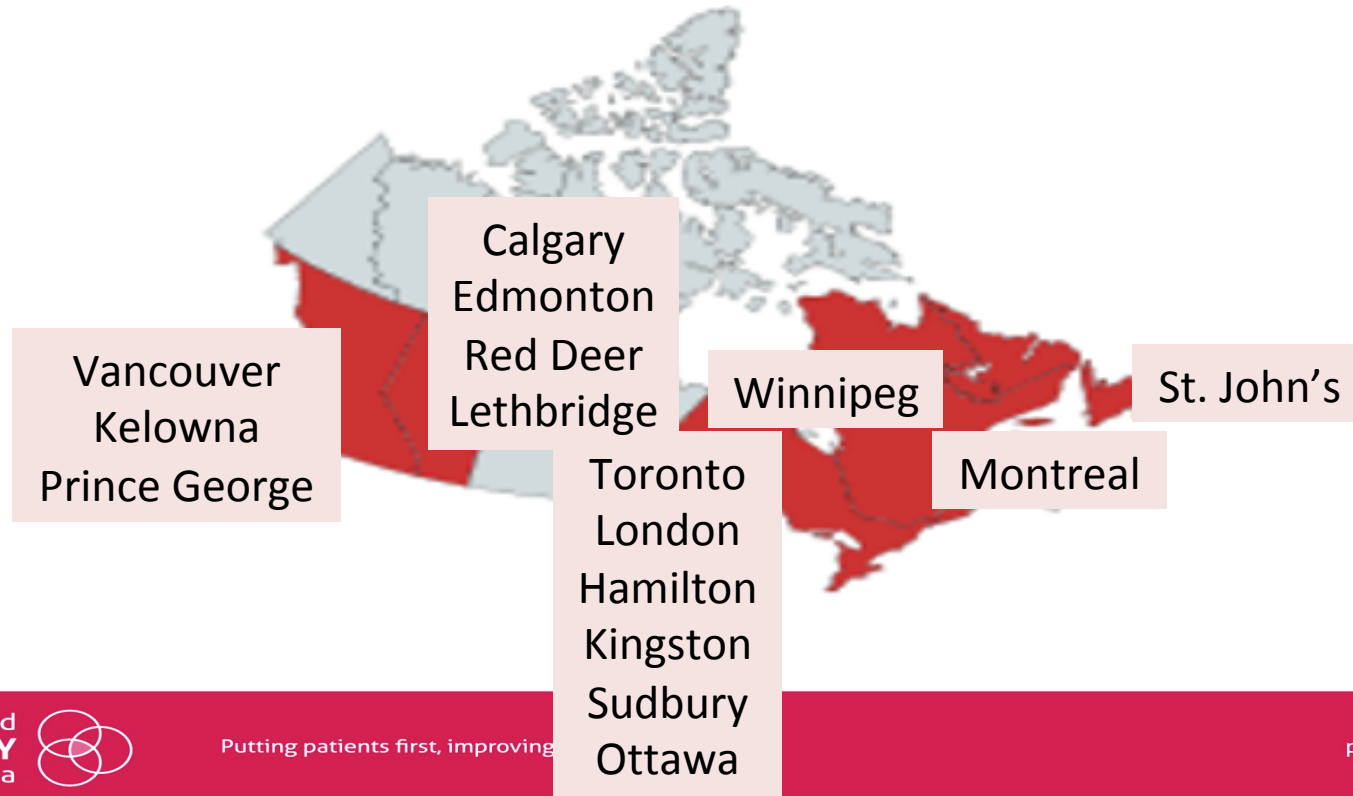 Calgary
Edmonton
Red Deer
Lethbridge
Vancouver
Kelowna
Prince George
Winnipeg
St. John’s
Montreal
Toronto
London
Hamilton
Kingston
Sudbury
Ottawa
d
Y
a
Putting patients first, improving
p